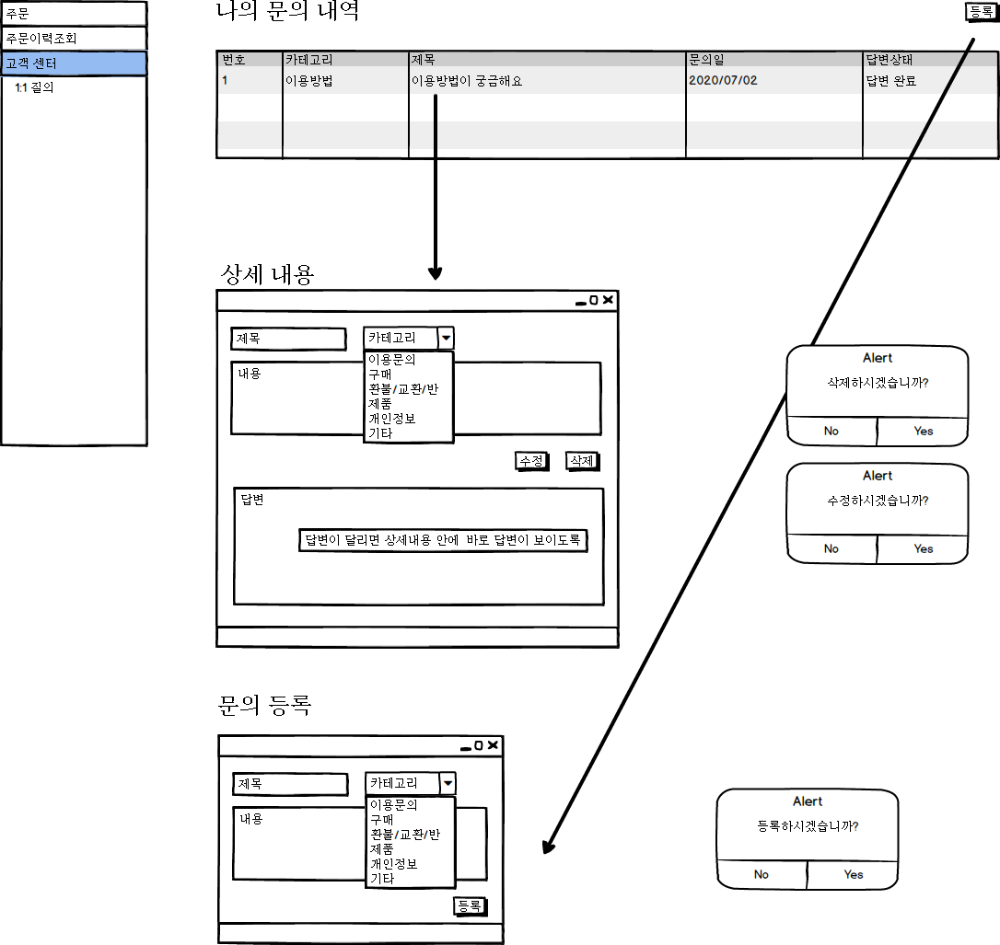 주문
주문이력조회
고객 센터
1:1 질의
나의 문의 내역
등록
번호 카테고리 제목 문의일 답변상태
1 이용방법 이용방법이 궁금해요 2020/07/02 답변 완료
상세 내용
제목
카테고리
이용문의
구매
환불/교환/반
제품
개인정보
기타
내용
수정 삭제
답변
답변이 달리면 상세내용 안에 바로 답변이 보이도록
Alert
삭제하시겠습니까?
No Yes
Alert
수정하시겠습니까?
No Yes
문의 등록
제목
카테고리
이용문의
구매
환불/교환/반
제품
개인정보
기타
내용
등록
Alert
등록하시겠습니까?
No Yes